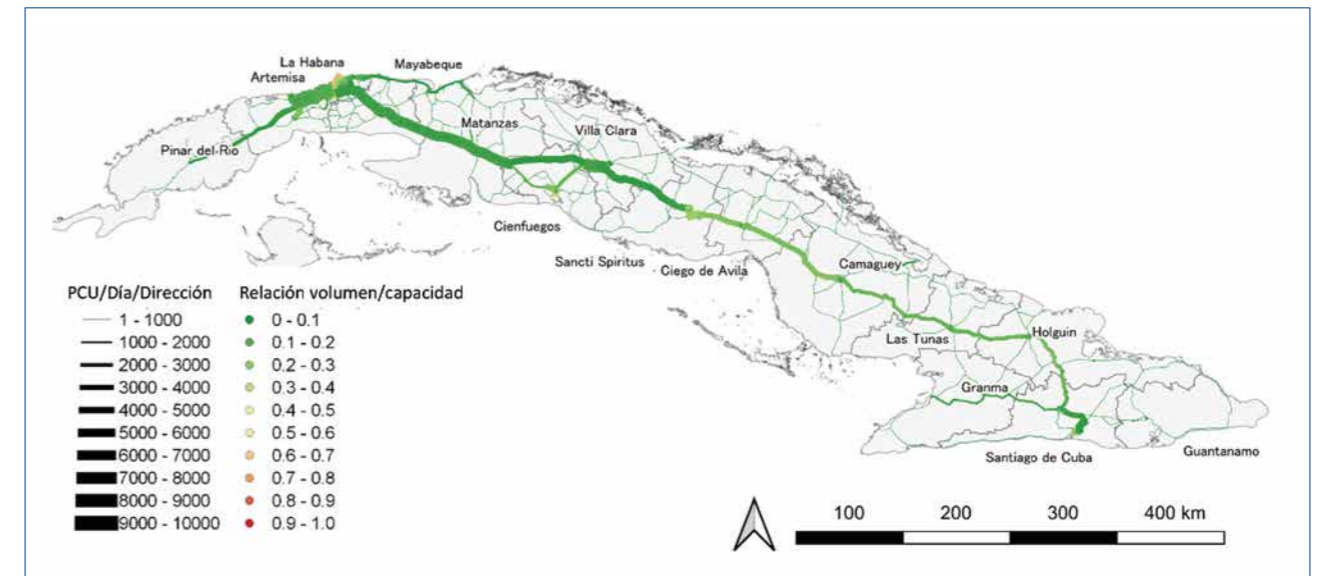 La Habana
Mayabeque
Artemisa
Matanzas
Villa Clara
Pinar del Rio
Cienfuegos
Sancti Spiritus
Ciego de Avila
Camaguey
Las Tunas
Holguin
Granma
Santiago de Cuba
Guantanamo
PCU/Día/Dirección
1 - 1000
1000 - 2000
2000 - 3000
3000 - 4000
4000 - 5000
5000 - 6000
6000 - 7000
7000 - 8000
8000 - 9000
9000 - 10000
Relación volumen/capacidad
0 - 0.1
0.1 - 0.2
0.2 - 0.3
0.3 - 0.4
0.4 - 0.5
0.5 - 0.6
0.6 - 0.7
0.7 - 0.8
0.8 - 0.9
0.9 - 1.0
100 200 300 400 km